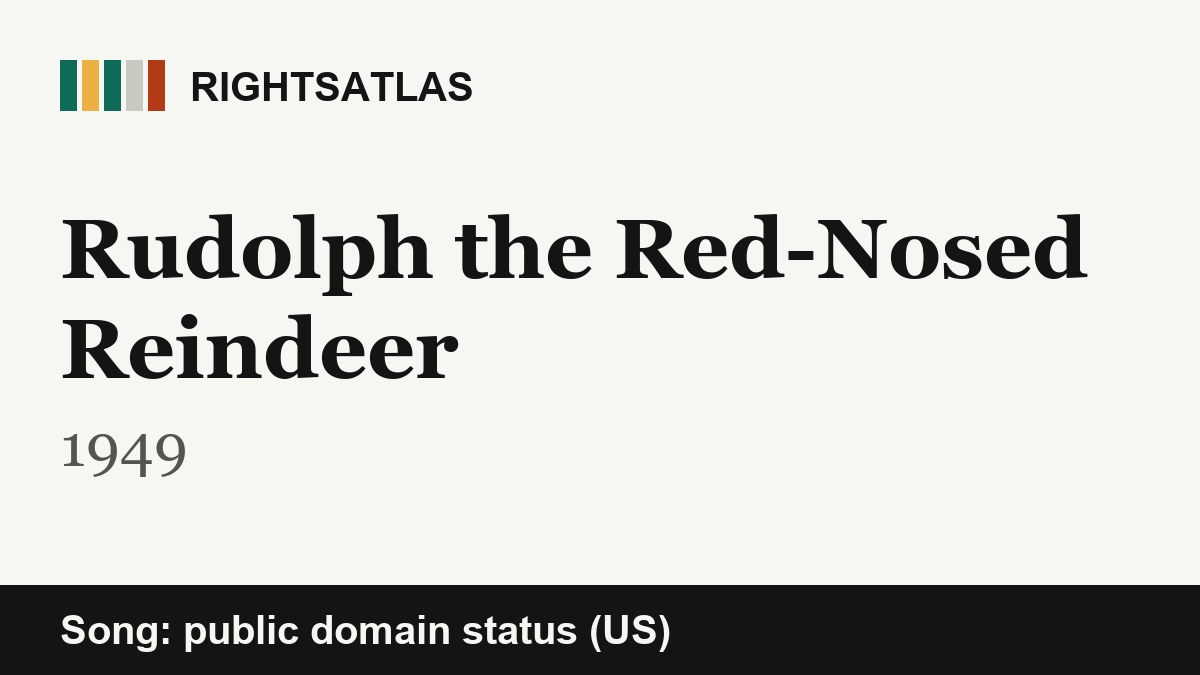 RIGHTSATLAS
Rudolph the Red-Nosed
Reindeer
1949
Song: public domain status (US)